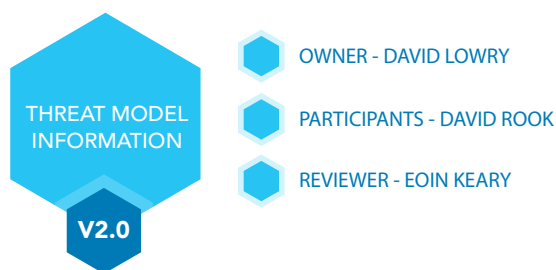 THREAT MODEL
INFORMATION
V2.0
OWNER - DAVID LOWRY
PARTICIPANTS - DAVID ROOK
REVIEWER - EOIN KEARY